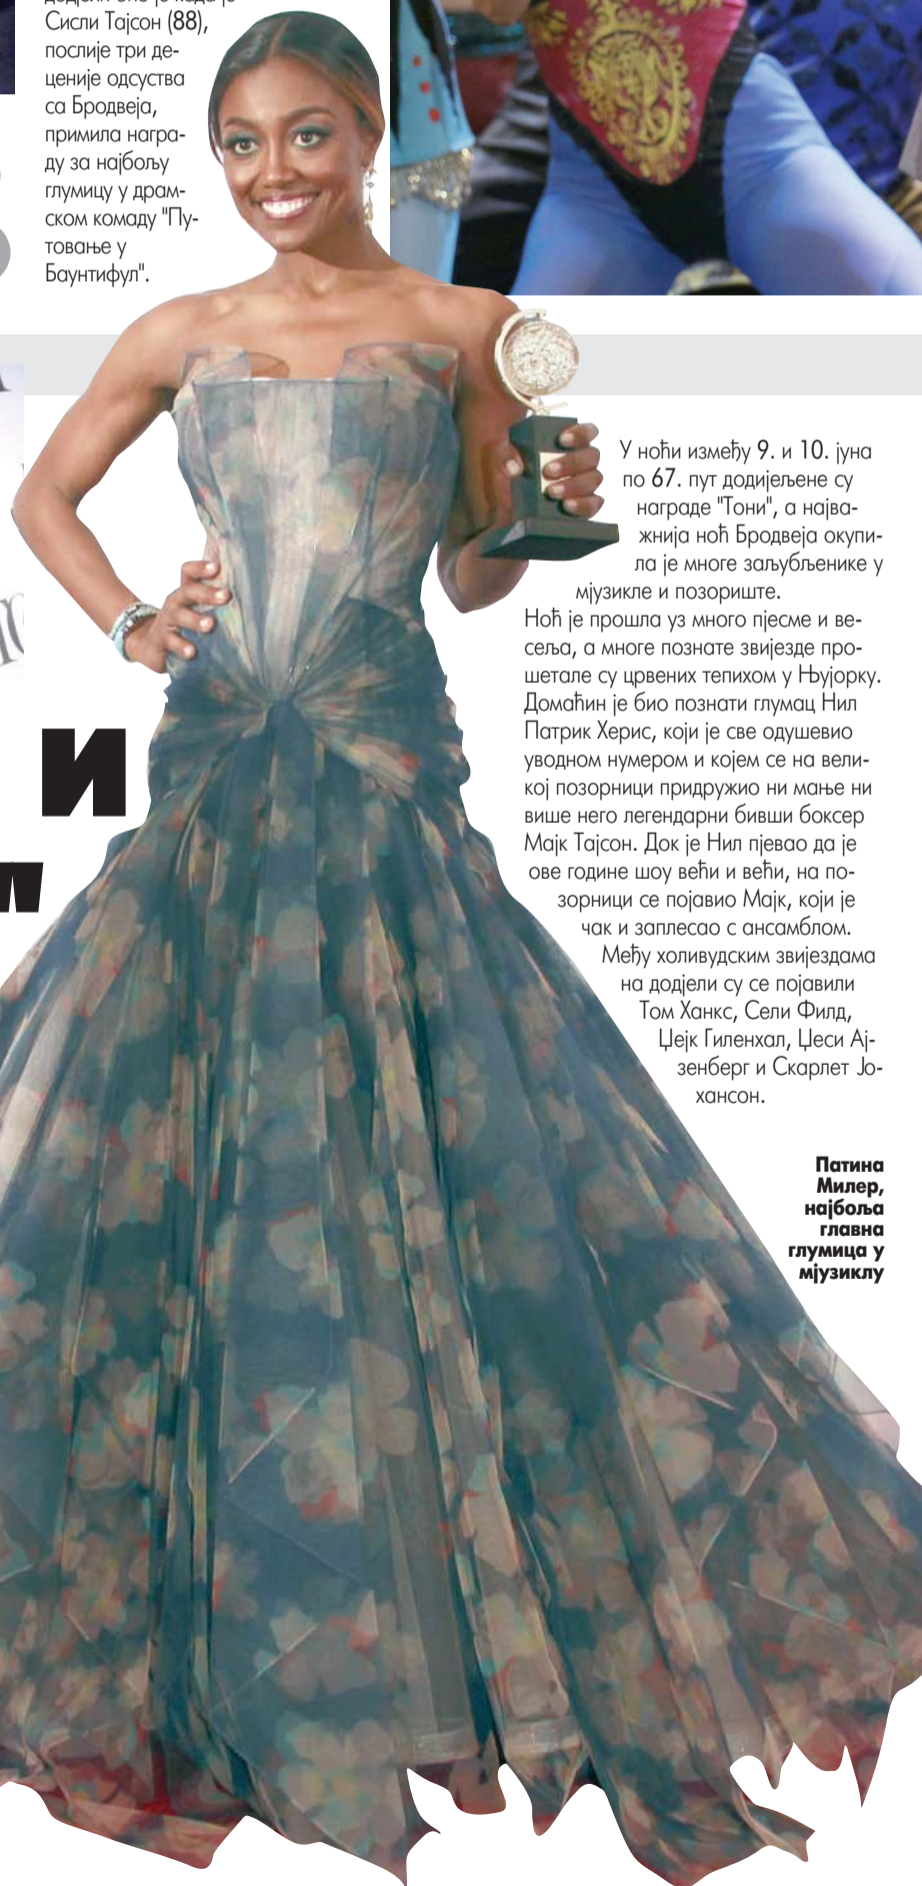 Сисли Тајсон (88),
послије три де-
ценије одсуства
са Бродвеја,
примила награ-
ду за најбољу
глумицу у драм-
ском комаду "Пу-
товање у
Баунтифул".
У ноћи између 9. и 10. јуна
по 67. пут додијељене су
награде "Тони", а најва-
жнија ноћ Бродвеја окупи-
ла је многе заљубљенике у
мјузикле и позориште.
Ноћ је прошла уз много пјесме и ве-
сеља, а многе познате звијезде про-
шетале су црвених тепихом у Њујорку.
Домаћин је био познати глумац Нил
Патрик Херис, који је све одушевио
уводном нумером и којем се на вели-
кој позорници придружио ни мање ни
више него легендарни бивши боксер
Мајк Тајсон. Док је Нил пјевао да је
ове године шоу већи и већи, на по-
зорници се појавио Мајк, који је
чак и заплесао с ансамблом.
Међу холивудским звијездама
на додјели су се појавили
Том Ханкс, Сели Филд,
Џејк Гиленхал, Џеси Ај-
зенберг и Скарлет Јо-
хансон.
И
Патина
Милер,
најбоља
главна
глумица у
мјузиклу